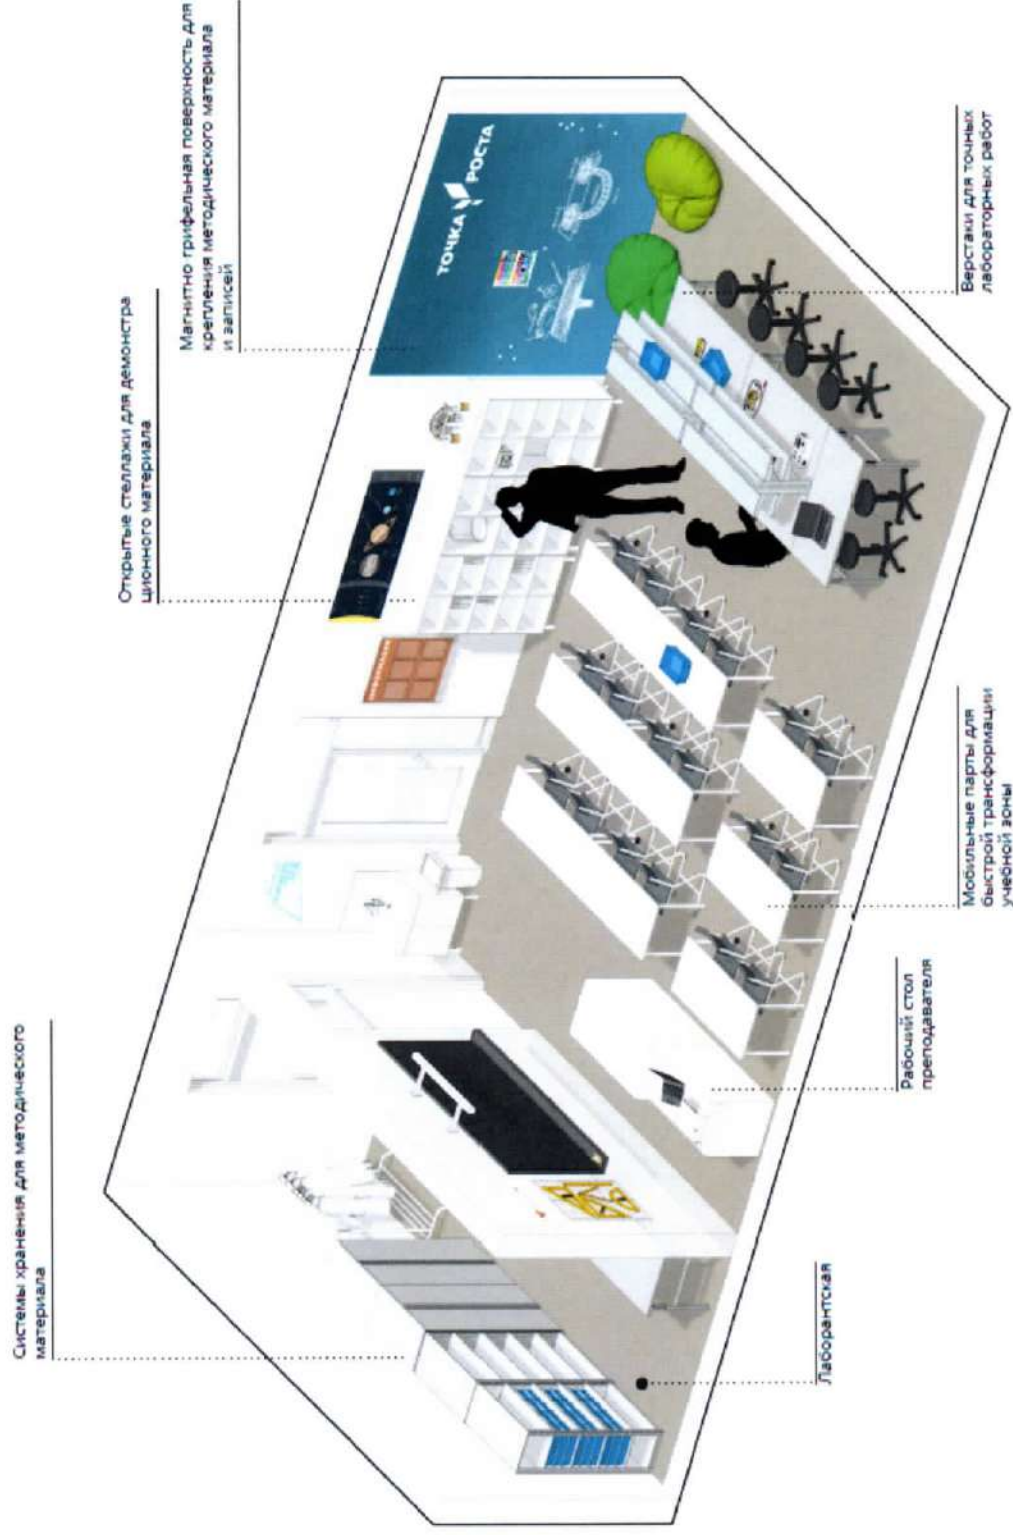 Системы хранения для методического
материала
Открытые стеллажи для демонстра
ционного материала
Магнитно грифельная поверхность для
крепления методического материала
и записей
ТОЧКА РОСТА
Лаборантская
Рабочий стол
преподавателя
Мобильные парты для
быстрой трансформации
учебной зоны
Верстаки для точных
лабораторных работ